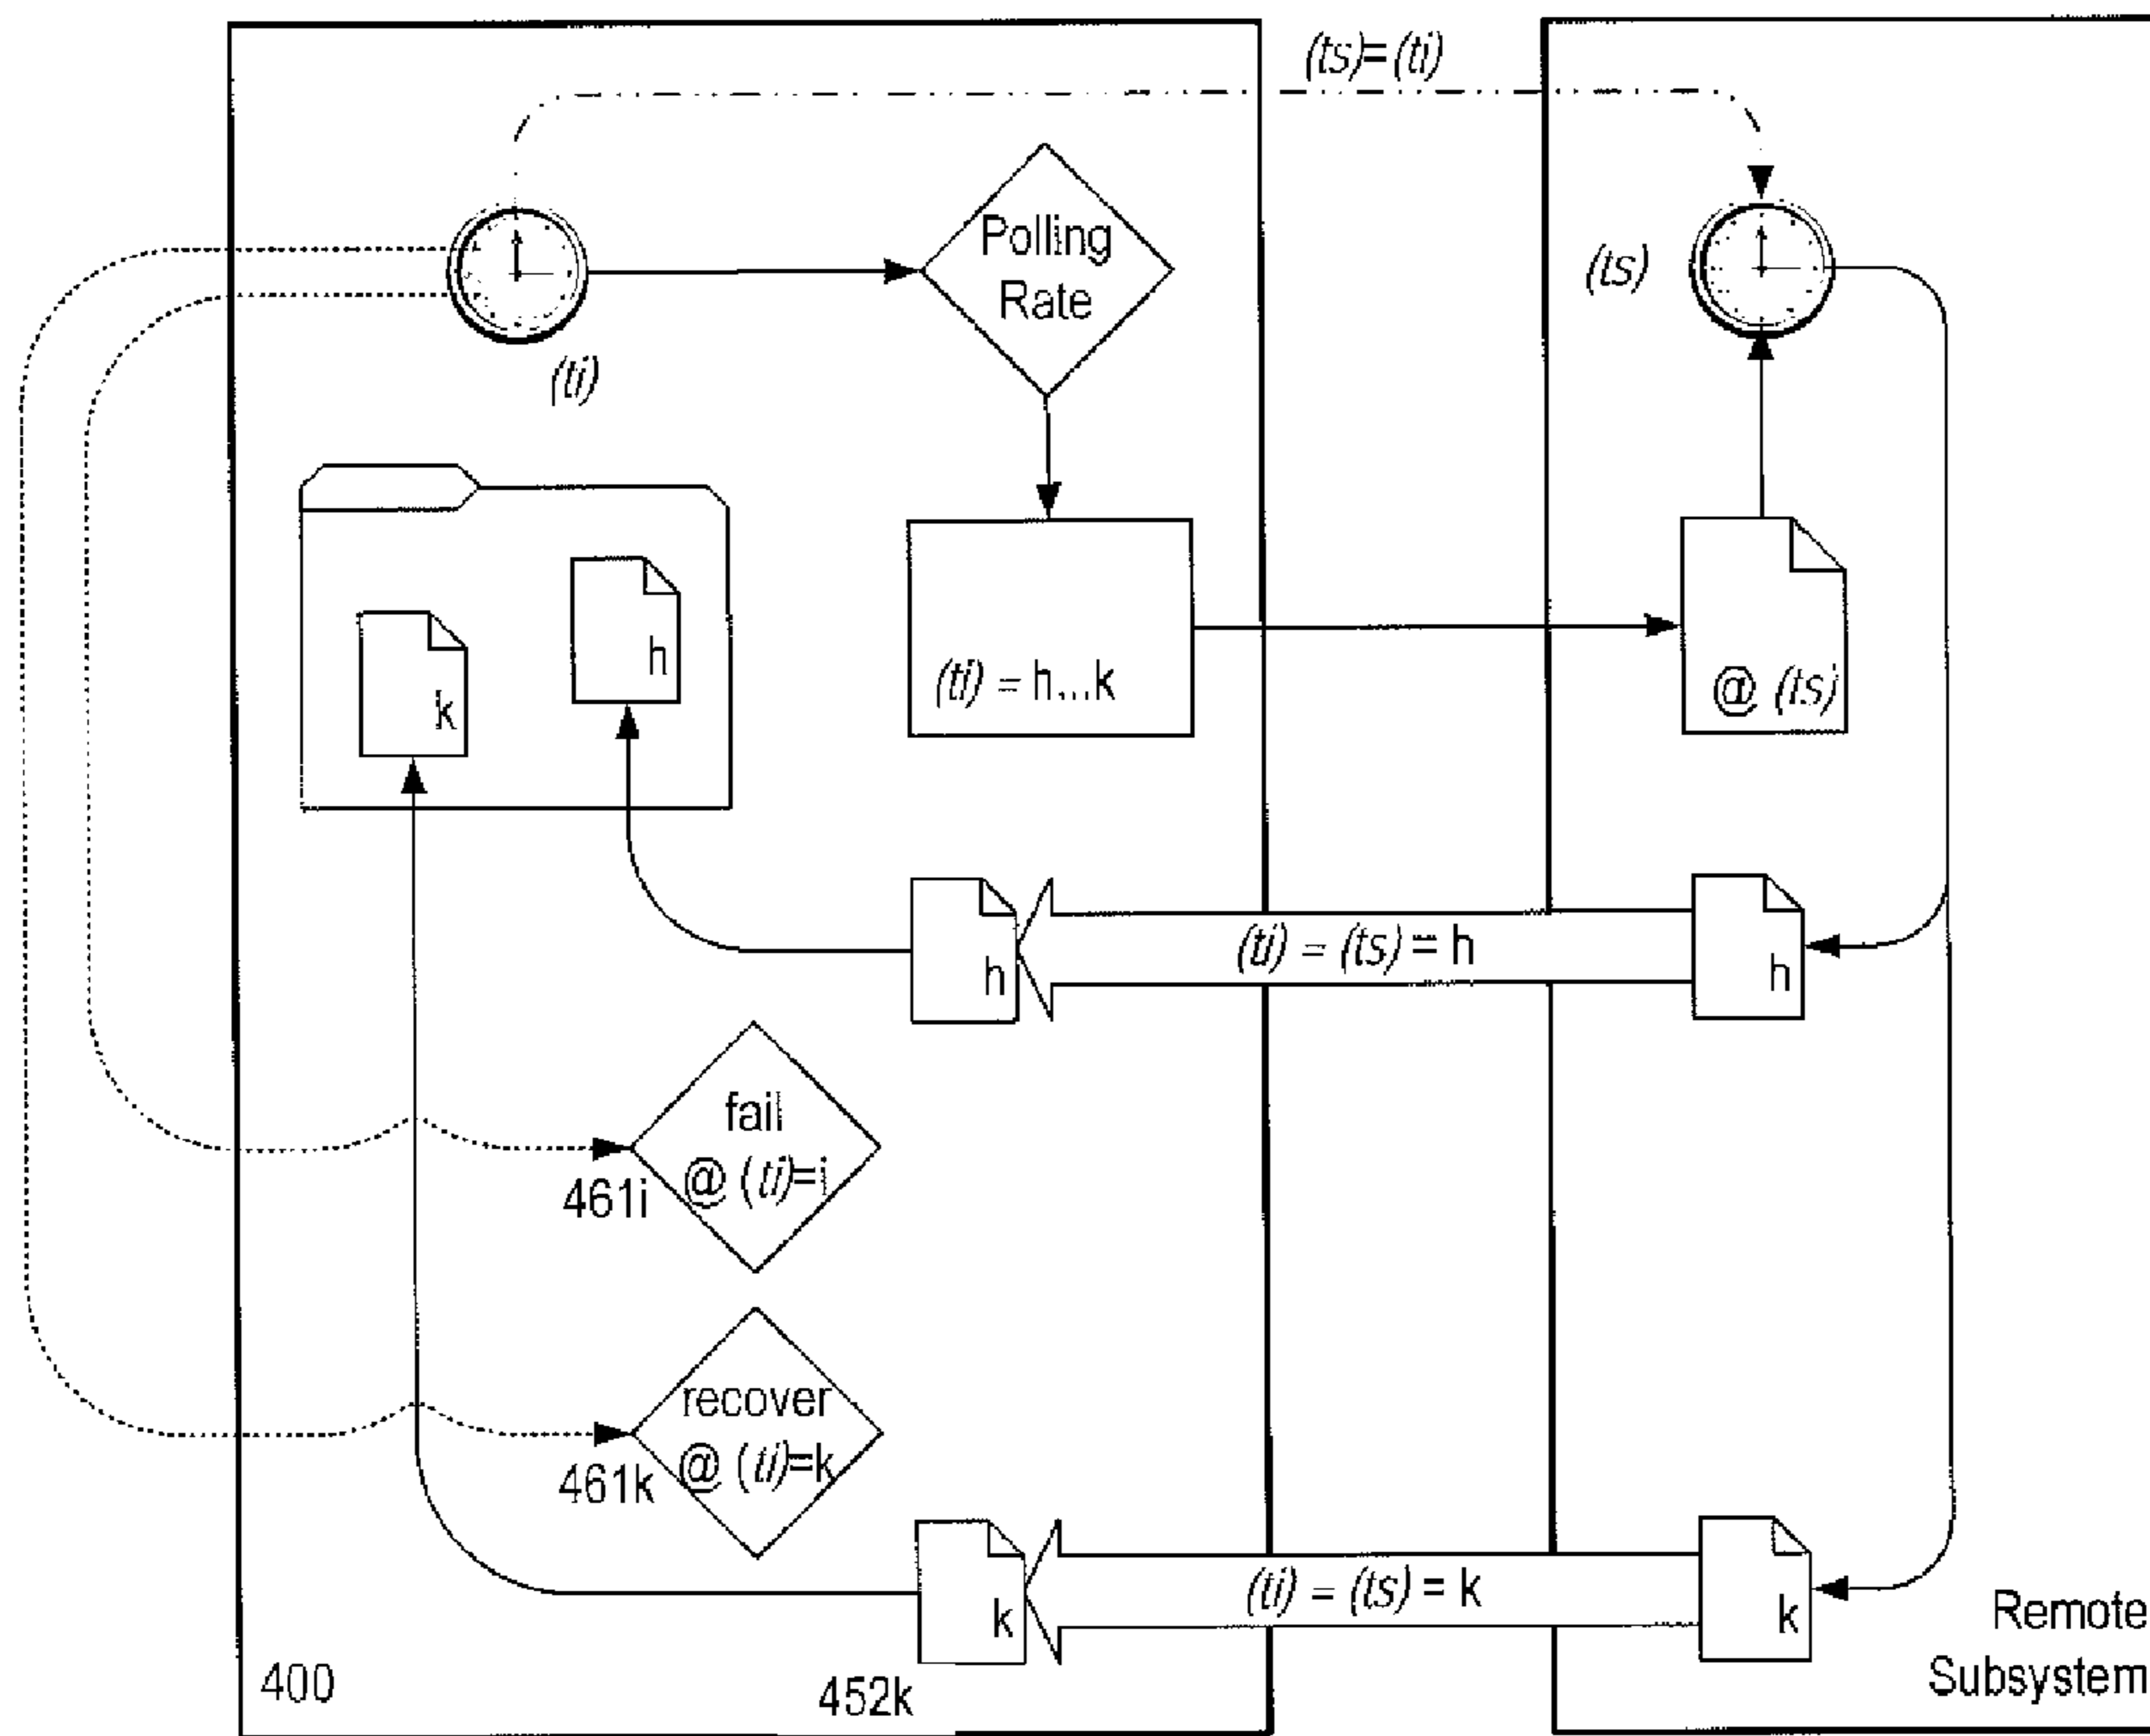 (ts)=(ti)
Polling
Rate
(ts)
(ti)
h
k
(ti) = h...k
@ (ts)
h
(ti) = (ts) = h
h
fail
@ (ti)=i
461i
recover
@ (ti)=k
461k
k
(ti) = (ts) = k
k
Remote
Subsystem
400
452k